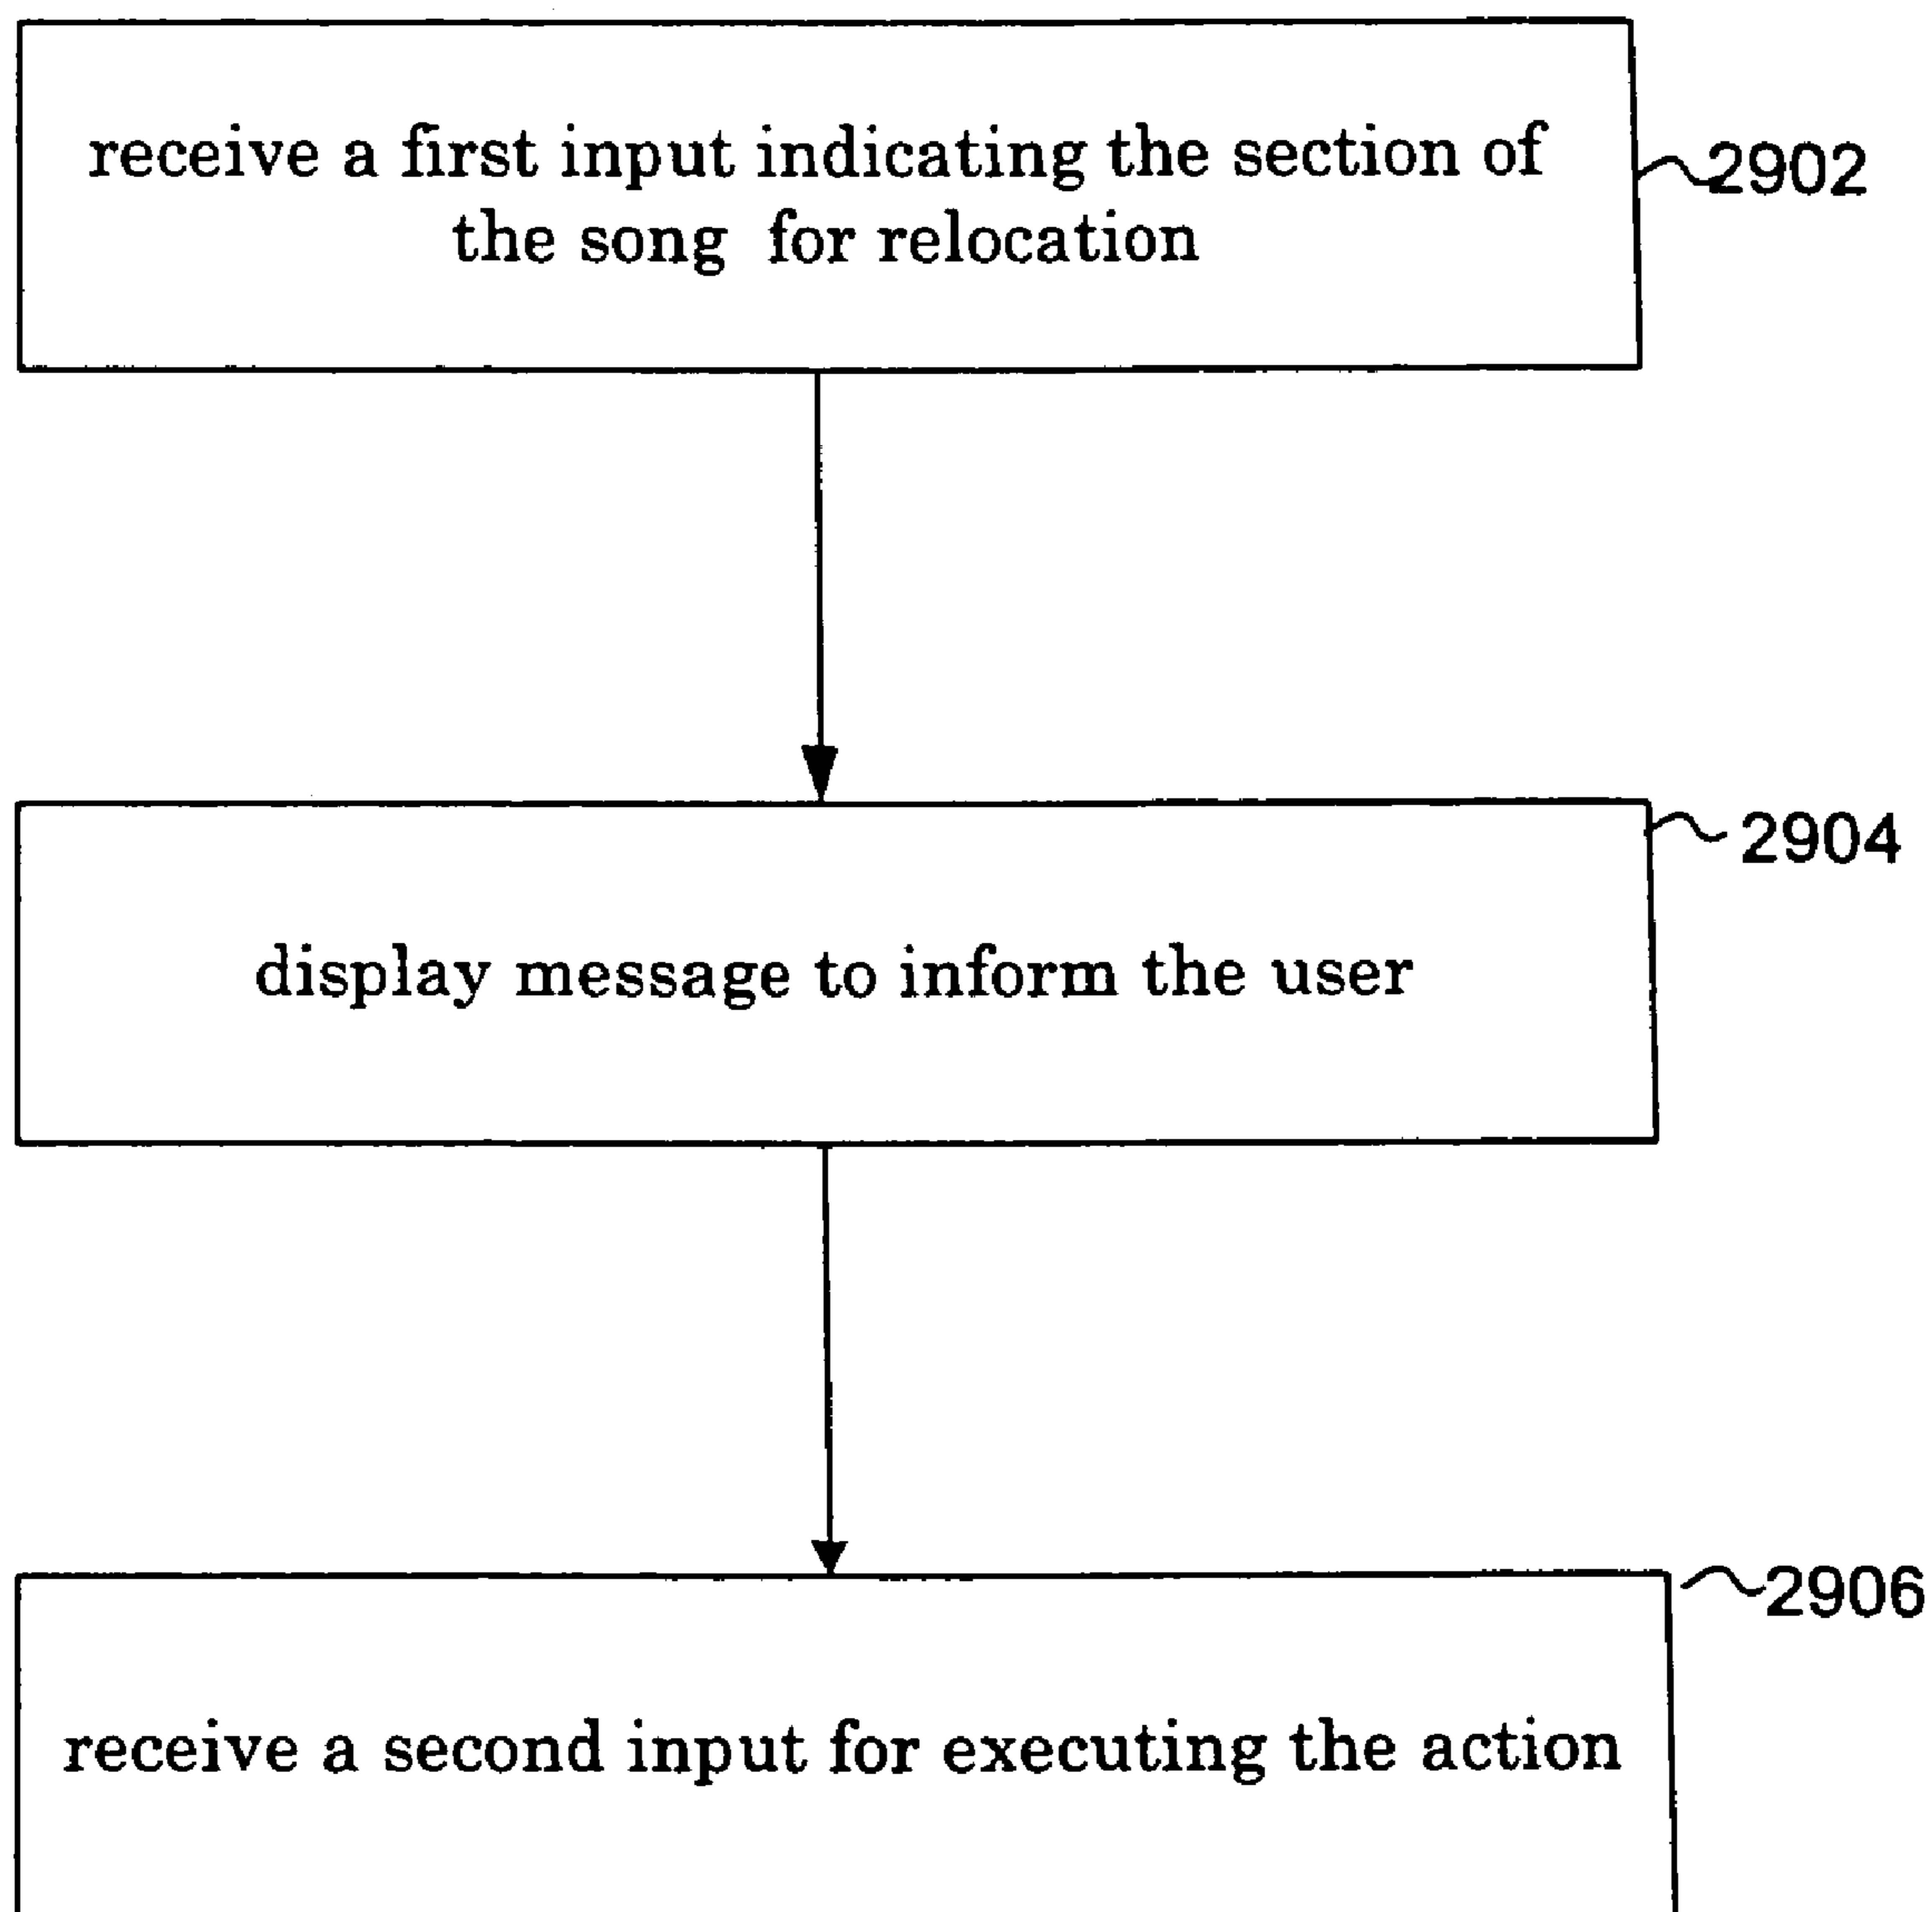 receive a first input indicating the section of
the song for relocation
2902
2904
display message to inform the user
2906
receive a second input for executing the action